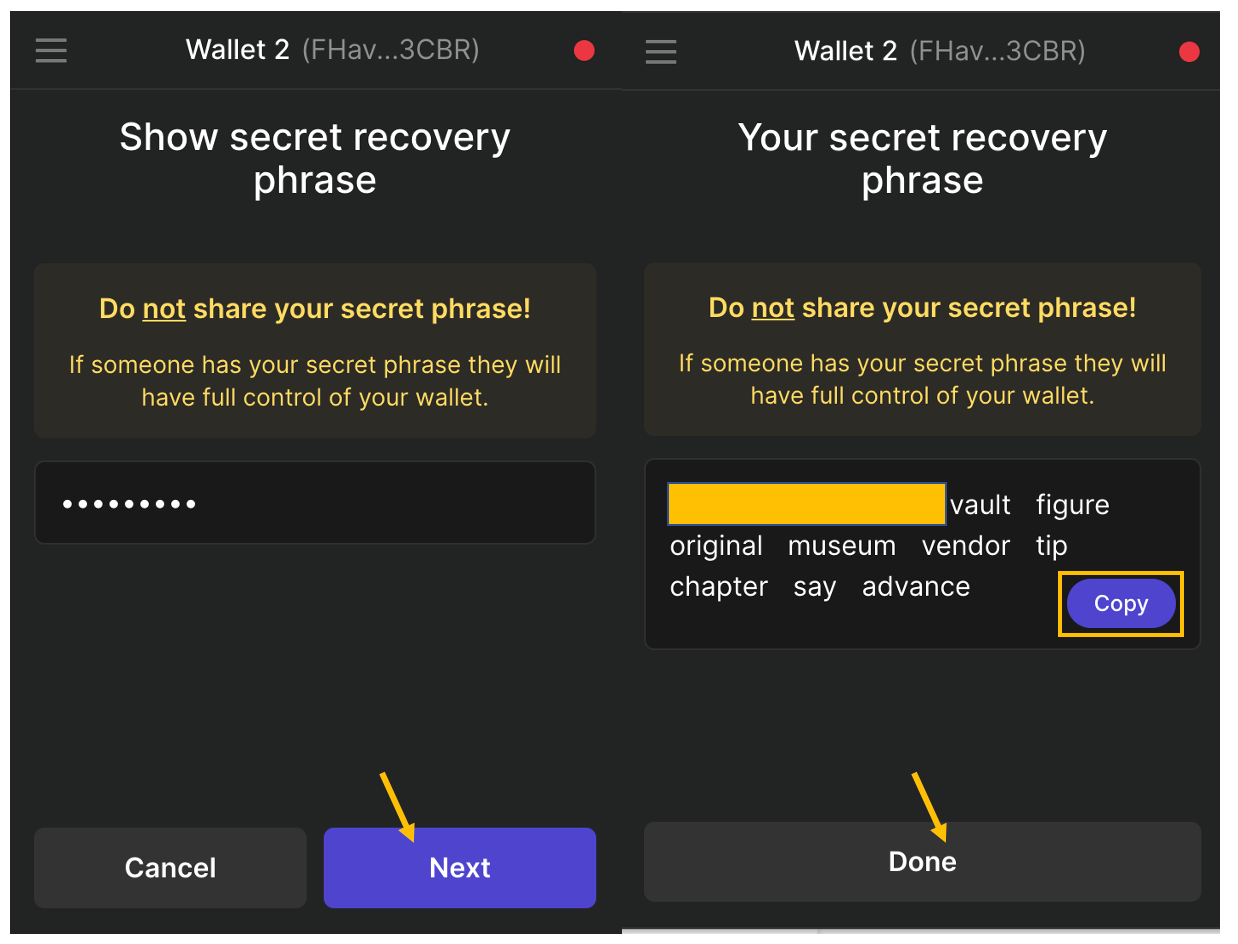 Wallet 2 (FHav...3CBR)
Show secret recovery
phrase
Do not share your secret phrase!
If someone has your secret phrase they will
have full control of your wallet.
•••••••••
Cancel
Next
Wallet 2 (FHav...3CBR)
Your secret recovery
phrase
Do not share your secret phrase!
If someone has your secret phrase they will
have full control of your wallet.
vault figure
original museum vendor tip
chapter say advance
Copy
Done